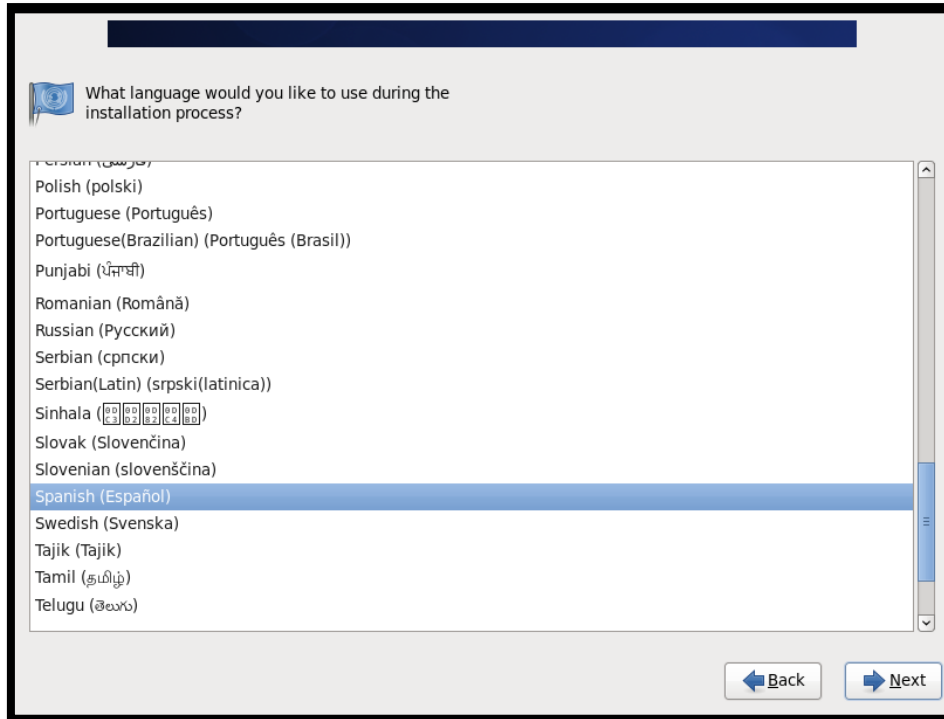 What language would you like to use during the
installation process?
Persian (فارسی)
Polish (polski)
Portuguese (Português)
Portuguese(Brazilian) (Português (Brasil))
Punjabi (ਪੰਜਾਬੀ)
Romanian (Română)
Russian (Русский)
Serbian (српски)
Serbian(Latin) (srpski(latinica))
Sinhala ()
Slovak (Slovenčina)
Slovenian (slovenščina)
Spanish (Español)
Swedish (Svenska)
Tajik (Tajik)
Tamil (தமிழ்)
Telugu (తెలుగు)
Back
Next